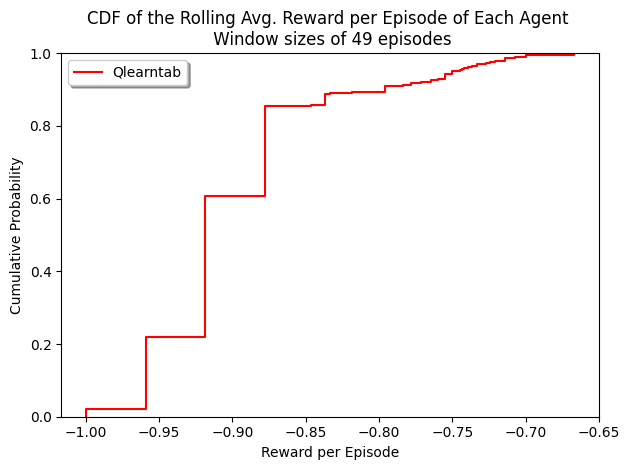 CDF of the Rolling Avg. Reward per Episode of Each Agent
Window sizes of 49 episodes
Qlearntab
1.0
0.8
0.6
0.4
0.2
0.0
Cumulative Probability
−1.00 −0.95 −0.90 −0.85 −0.80 −0.75 −0.70 −0.65
Reward per Episode